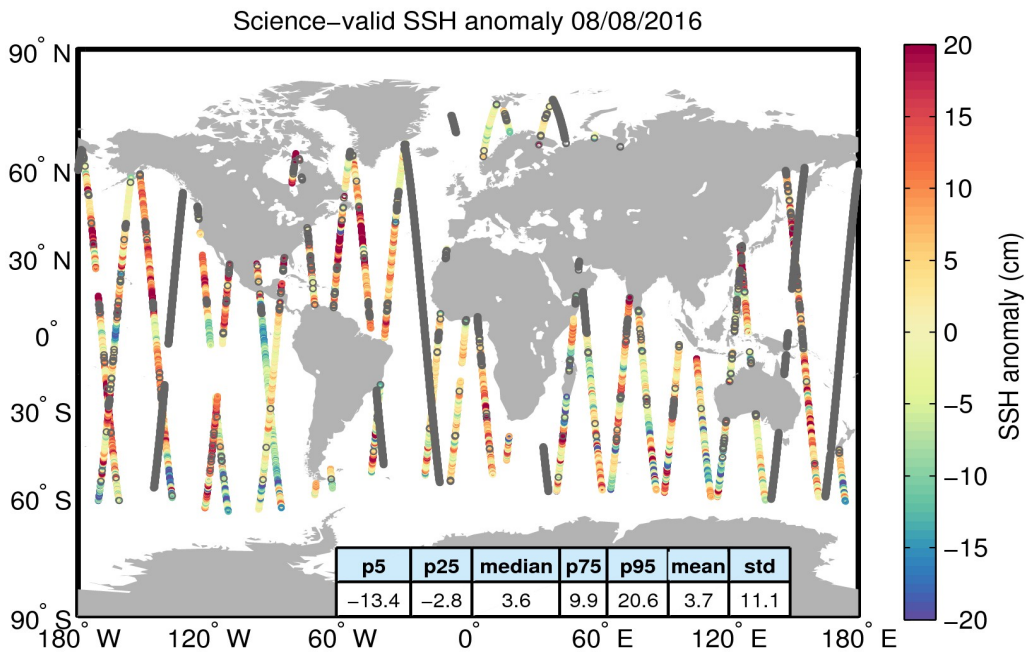 Science−valid SSH anomaly 08/08/2016
90° N
60° N
30° N
0°
30° S
60° S
90° S
180° W
120° W
60° W
0°
60° E
120° E
180° E
p5 p25 median p75 p95 mean std
−13.4 −2.8 3.6 9.9 20.6 3.7 11.1
20
15
10
5
0
−5
−10
−15
−20
SSH anomaly (cm)